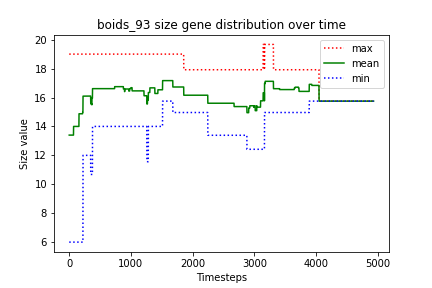 boids_93 size gene distribution over time
20
18
16
14
12
10
8
6
Size value
max
mean
min
0
1000
2000
3000
4000
5000
Timesteps